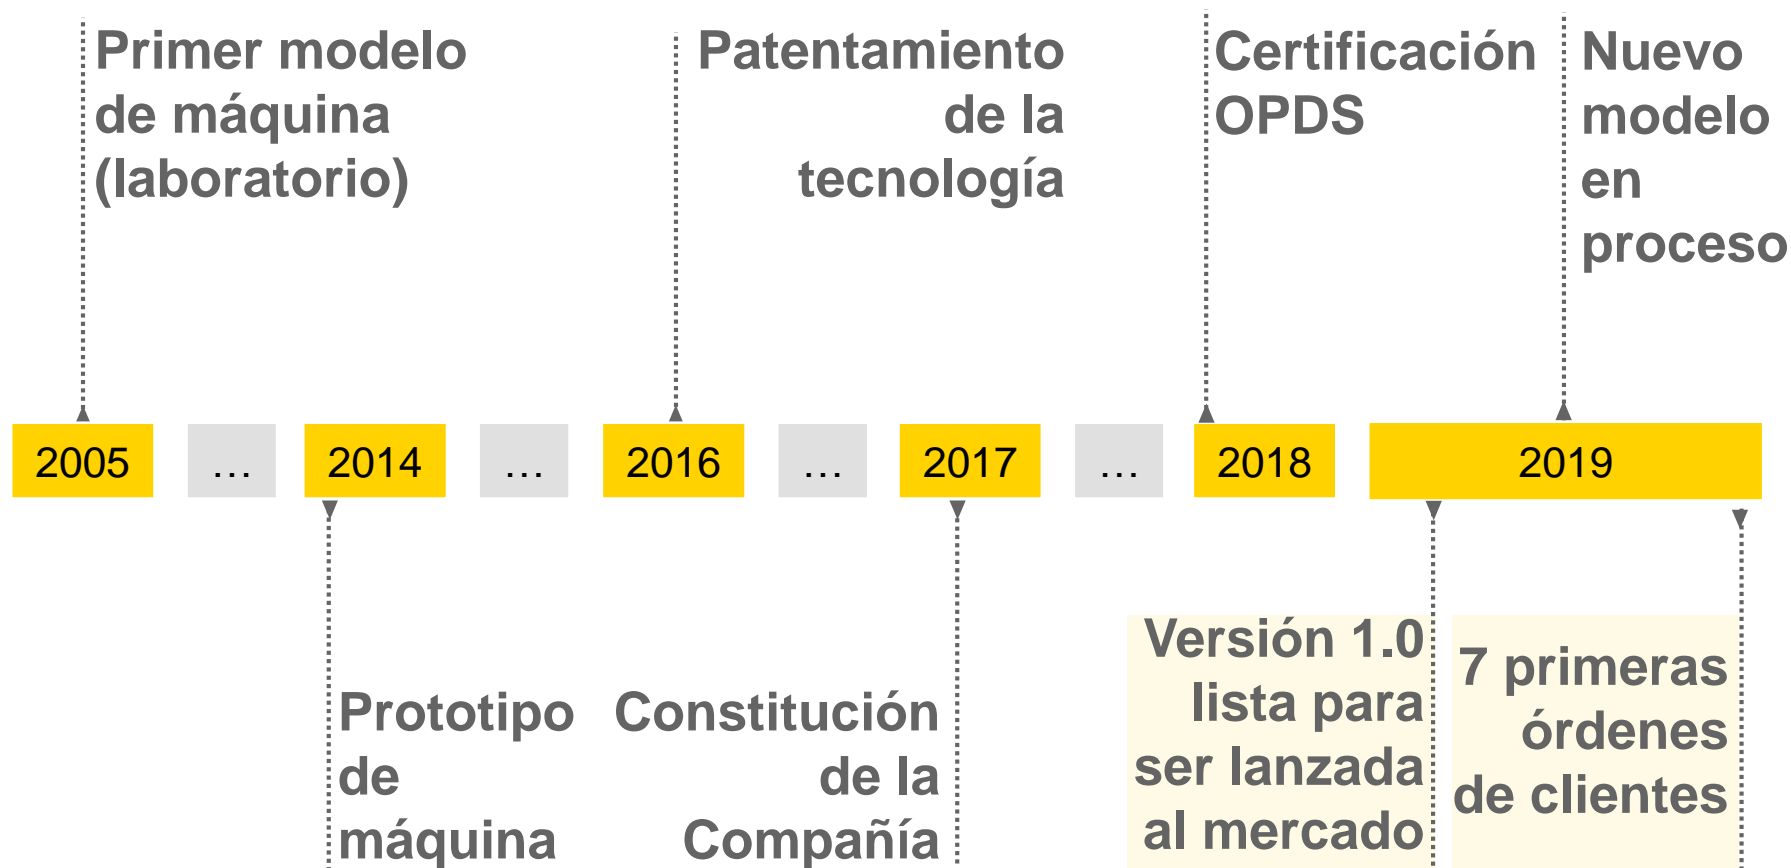 Primer modelo
de máquina
(laboratorio)
Patentamiento
de la
tecnología
Certificación
OPDS
Nuevo
modelo
en
proceso
2005
...
2014
...
2016
...
2017
...
2018
2019
Prototipo
de
máquina
Constitución
de la
Compañía
Versión 1.0
lista para
ser lanzada
al mercado
7 primeras
órdenes
de clientes